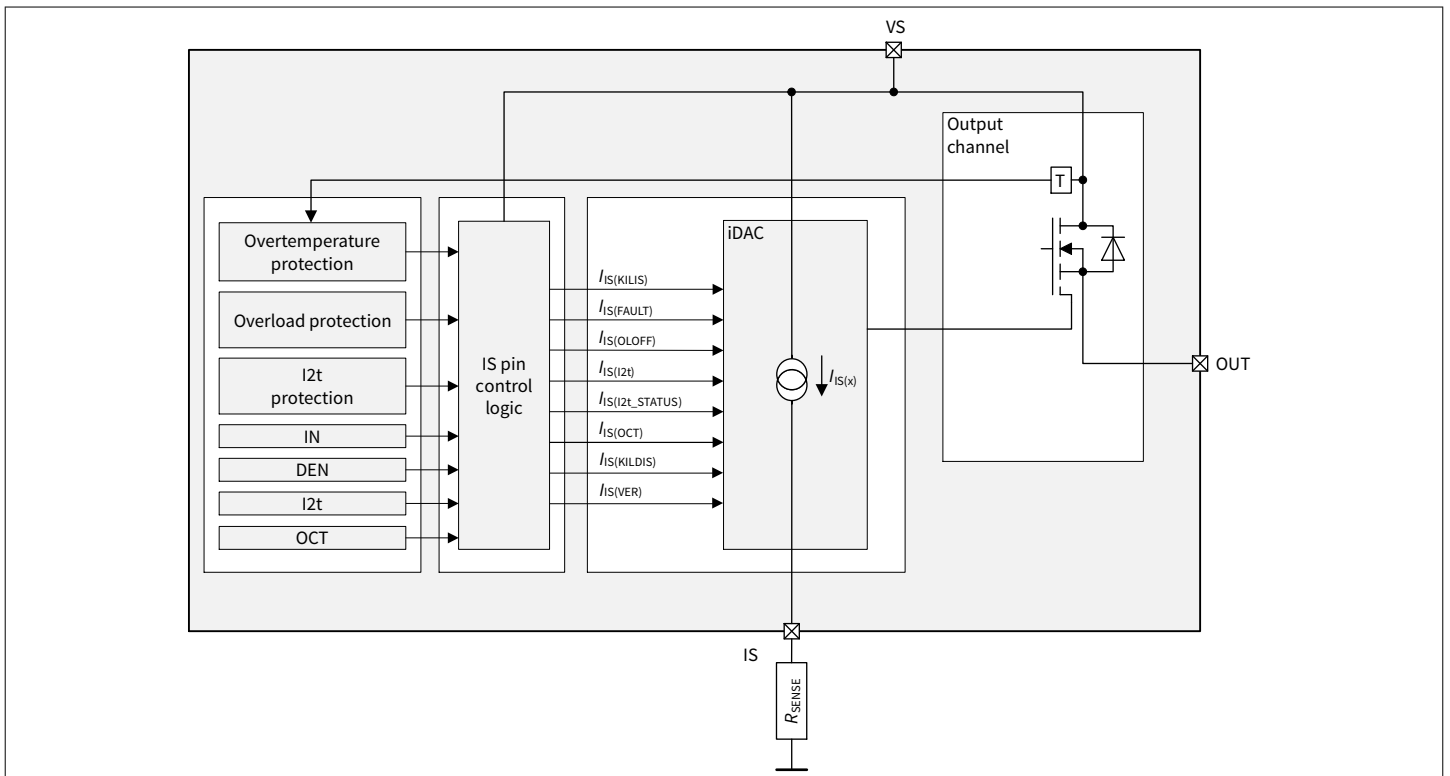 VS
Output
channel
T
Overtemperature
protection
Overload protection
I2t
protection
IN
DEN
I2t
OCT
IS pin
control
logic
IIS(KILIS)
IIS(FAULT)
IIS(OLOFF)
IIS(I2t)
IIS(I2t_STATUS)
IIS(OCT)
IIS(KILDIS)
IIS(VER)
iDAC
IIS(x)
OUT
IS
RSENSE